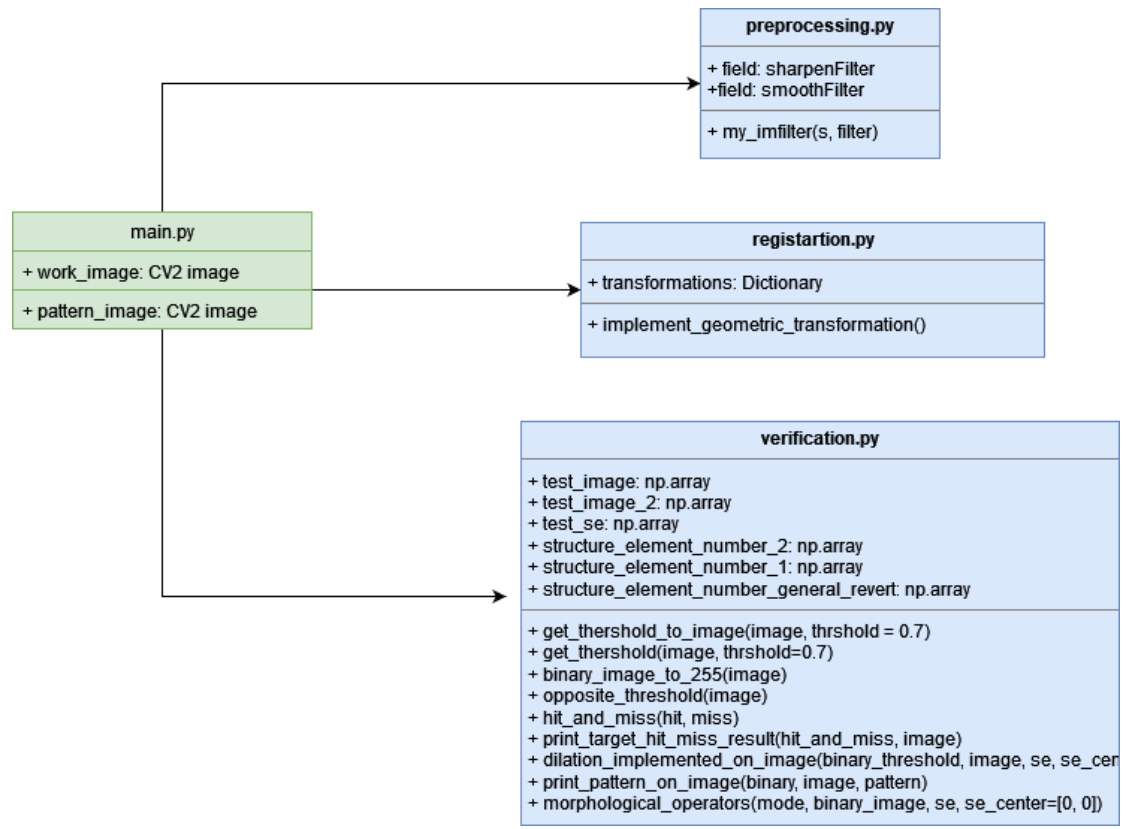 preprocessing.py
+ field: sharpenFilter
+field: smoothFilter
+ my_imfilter(s, filter)
main.py
+ work_image: CV2 image
+ pattern_image: CV2 image
registartion.py
+ transformations: Dictionary
+ implement_geometric_transformation()
verification.py
+ test_image: np.array
+ test_image_2: np.array
+ test_se: np.array
+ structure_element_number_2: np.array
+ structure_element_number_1: np.array
+ structure_element_number_general_revert: np.array
+ get_thershold_to_image(image, thrshold = 0.7)
+ get_thershold(image, thrshold=0.7)
+ binary_image_to_255(image)
+ opposite_threshold(image)
+ hit_and_miss(hit, miss)
+ print_target_hit_miss_result(hit_and_miss, image)
+ dilation_implemented_on_image(binary_threshold, image, se, se_cer
+ print_pattern_on_image(binary, image, pattern)
+ morphological_operators(mode, binary_image, se, se_center=[0, 0])